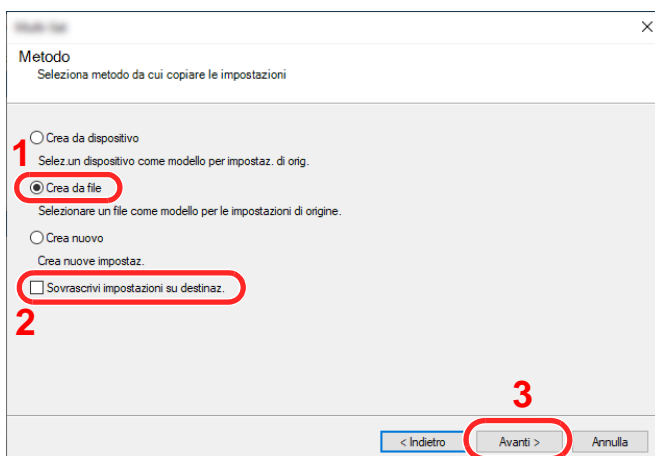 Metodo
Seleziona metodo da cui copiare le impostazioni
1
Crea da dispositivo
Selez.un dispositivo come modello per impostaz. di orig.
Crea da file
Selezionare un file come modello per le impostazioni di origine.
Crea nuovo
Crea nuove impostaz.
Sovrascrivi impostazioni su destinaz.
2
3
< Indietro
Avanti >
Annulla